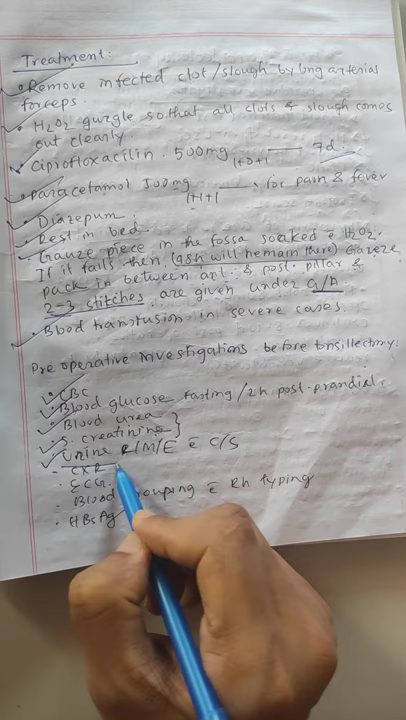 Treatment:
Remove infected clot/slough by long arterial
forceps.
H2O2 gurgle so that all clots & slough comes
out clearly.
Ciprofloxacilin. 500mg 1+0+1 — 7d.
Paracetamol 500mg 1+1+1 — for pain & fever
Diazepum:
Rest in bed.
Gauze piece in the fossa soaked c̄ H2O2.
If it fails then (48h will remain there) Gauze
pack in between ant. & post. pillar &
2-3 stitches are given under G/A
Blood transfusion in severe cases.
Pre operative investigations before tonsillectomy:
CBC
Blood glucose fasting/2h post-prandial.
Blood urea
S. creatinine
Urine R/M/E c̄ C/S
CXR
ECG.
Blood grouping c̄ Rh typing
HBsAg